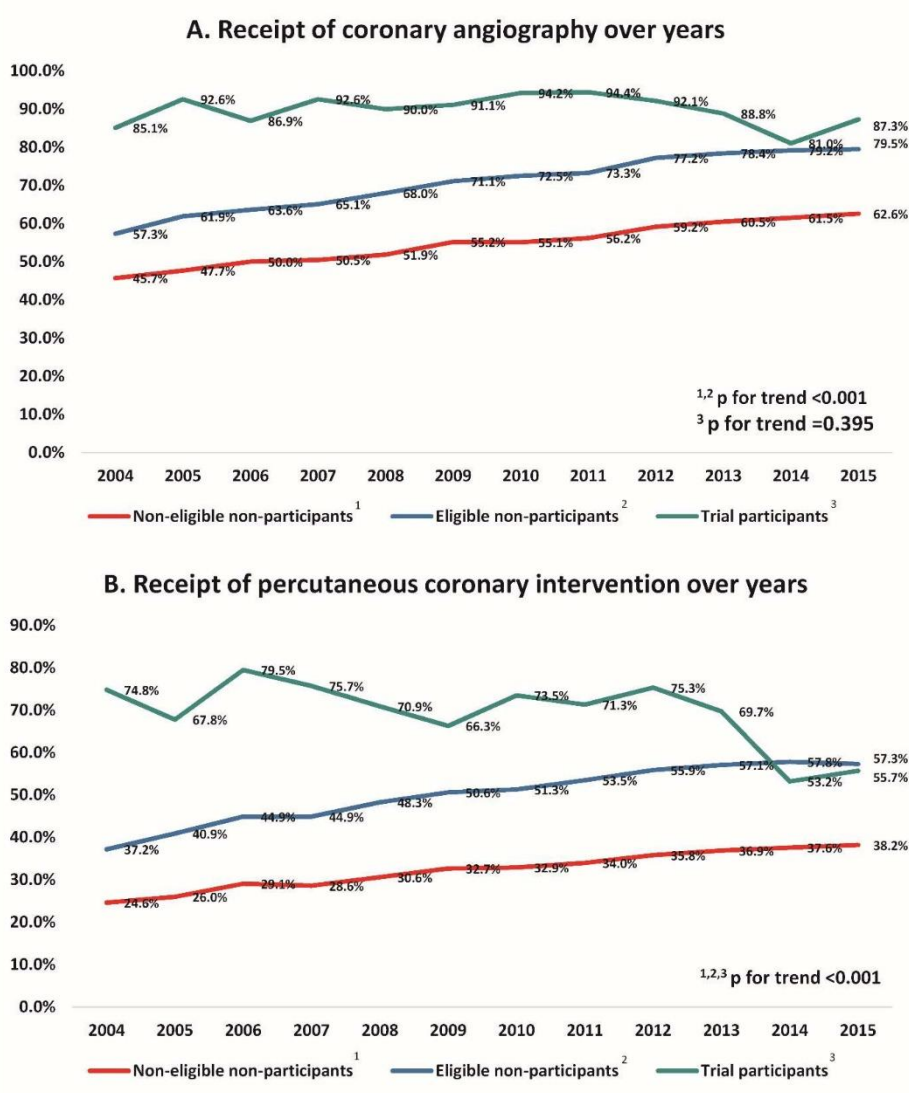 A. Receipt of coronary angiography over years
100.0%
90.0%
80.0%
70.0%
60.0%
50.0%
40.0%
30.0%
20.0%
10.0%
0.0%
85.1% 92.6% 86.9% 92.6% 90.0% 91.1% 94.2% 94.4% 92.1% 88.8% 81.0% 87.3%
57.3% 61.9% 63.6% 65.1% 68.0% 71.1% 72.5% 73.3% 77.2% 78.4% 79.2% 79.5%
45.7% 47.7% 50.0% 50.5% 51.9% 55.2% 55.1% 56.2% 59.2% 60.5% 61.5% 62.6%
1,2 p for trend <0.001
3 p for trend =0.395
2004 2005 2006 2007 2008 2009 2010 2011 2012 2013 2014 2015
Non-eligible non-participants1 Eligible non-participants2 Trial participants3
B. Receipt of percutaneous coronary intervention over years
90.0%
80.0%
70.0%
60.0%
50.0%
40.0%
30.0%
20.0%
10.0%
0.0%
74.8% 67.8% 79.5% 75.7% 70.9% 66.3% 73.5% 71.3% 75.3% 69.7% 53.2% 55.7%
37.2% 40.9% 44.9% 44.9% 48.3% 50.6% 51.3% 53.5% 55.9% 57.1% 57.8% 57.3%
24.6% 26.0% 29.1% 28.6% 30.6% 32.7% 32.9% 34.0% 35.8% 36.9% 37.6% 38.2%
1,2,3 p for trend <0.001
2004 2005 2006 2007 2008 2009 2010 2011 2012 2013 2014 2015
Non-eligible non-participants1 Eligible non-participants2 Trial participants3